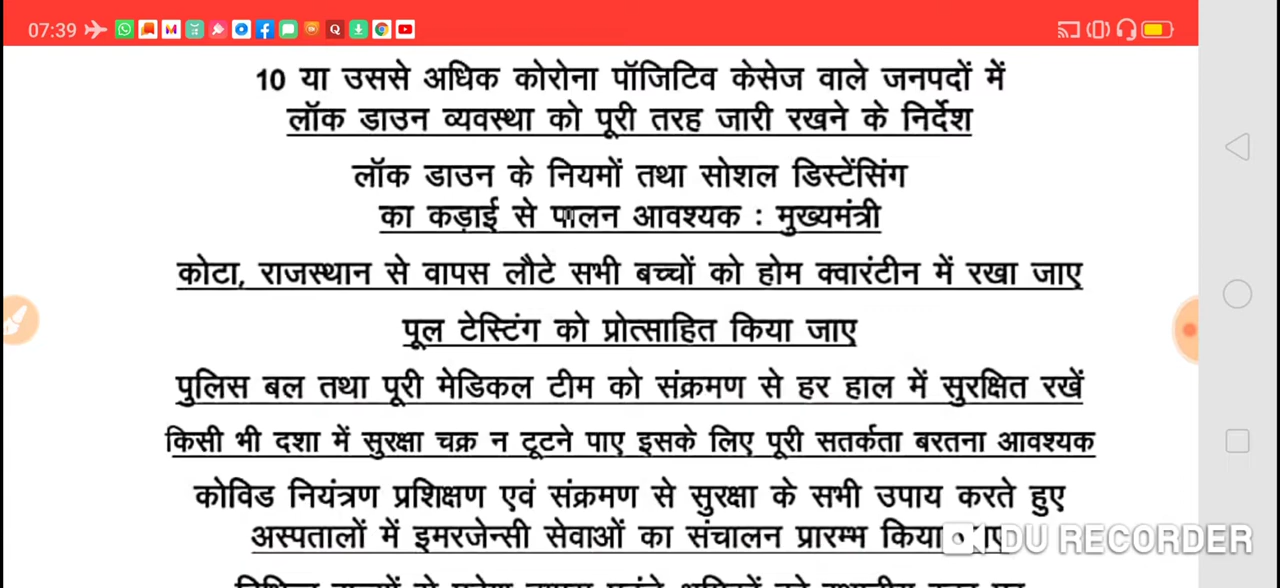 07:39
10 या उससे अधिक कोरोना पॉजिटिव केसेज वाले जनपदों में
लॉक डाउन व्यवस्था को पूरी तरह जारी रखने के निर्देश
लॉक डाउन के नियमों तथा सोशल डिस्टेंसिंग
का कड़ाई से पालन आवश्यक : मुख्यमंत्री
कोटा, राजस्थान से वापस लौटे सभी बच्चों को होम क्वारंटीन में रखा जाए
पूल टेस्टिंग को प्रोत्साहित किया जाए
पुलिस बल तथा पूरी मेडिकल टीम को संक्रमण से हर हाल में सुरक्षित रखें
किसी भी दशा में सुरक्षा चक्र न टूटने पाए इसके लिए पूरी सतर्कता बरतना आवश्यक
कोविड नियंत्रण प्रशिक्षण एवं संक्रमण से सुरक्षा के सभी उपाय करते हुए
अस्पतालों में इमरजेन्सी सेवाओं का संचालन प्रारम्भ किया
DU RECORDER